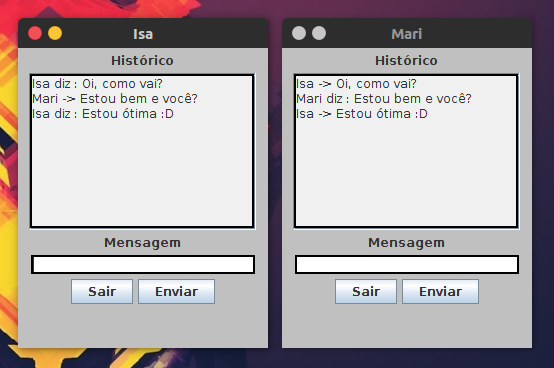 Isa
Histórico
Isa diz : Oi, como vai?
Mari -> Estou bem e você?
Isa diz : Estou ótima :D
Mensagem
Sair
Enviar
Mari
Histórico
Isa -> Oi, como vai?
Mari diz : Estou bem e você?
Isa -> Estou ótima :D
Mensagem
Sair
Enviar